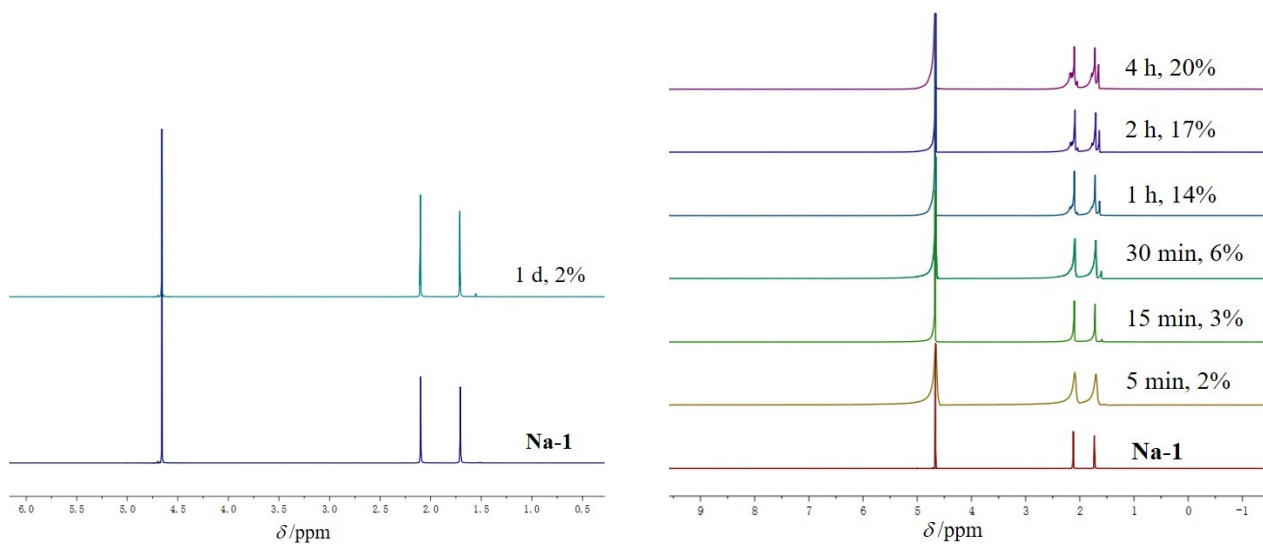 1 d, 2%
Na-1
6.0 5.5 5.0 4.5 4.0 3.5 3.0 2.5 2.0 1.5 1.0 0.5
δ/ppm
4 h, 20%
2 h, 17%
1 h, 14%
30 min, 6%
15 min, 3%
5 min, 2%
Na-1
9 8 7 6 5 4 3 2 1 0 -1
δ/ppm